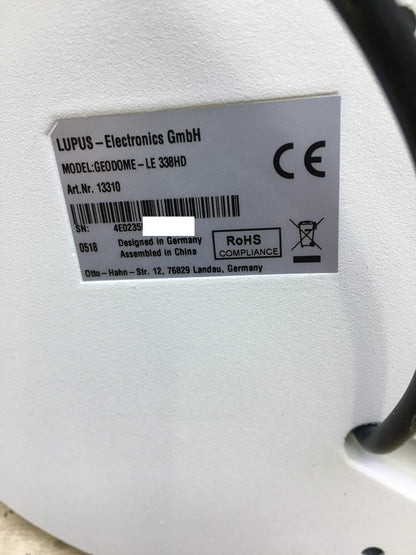 LUPUS - Electronics GmbH
MODEL:GEODOME - LE 338HD
Art.Nr. 13310
CE
SN: 4E0235
0518
Designed in Germany
Assembled in China
RoHS
COMPLIANCE
Otto-Hahn-Str. 12, 76829 Landau, Germany